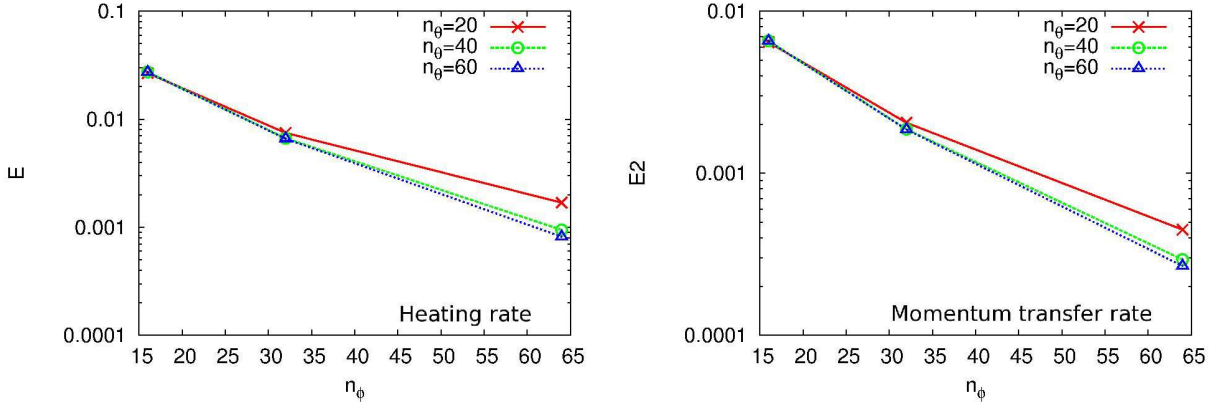 0.1
0.01
0.001
0.0001
E
n_θ=20
n_θ=40
n_θ=60
Heating rate
15 20 25 30 35 40 45 50 55 60 65
n_ϕ
0.01
0.001
0.0001
E2
n_θ=20
n_θ=40
n_θ=60
Momentum transfer rate
15 20 25 30 35 40 45 50 55 60 65
n_ϕ